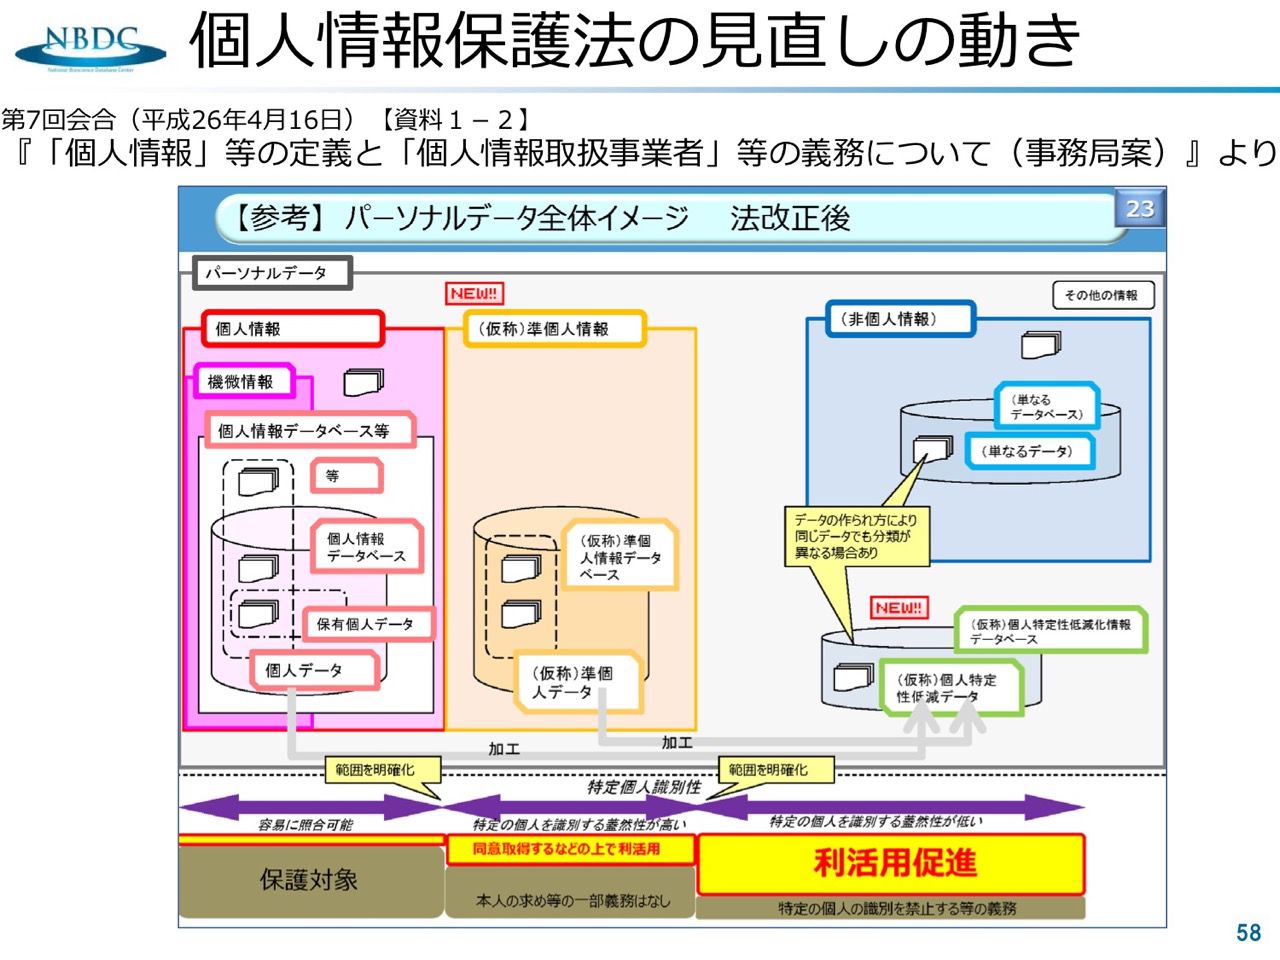 NBDC
National Bioscience Database Center
個人情報保護法の見直しの動き
第7回会合（平成26年4月16日）【資料１－２】
『「個人情報」等の定義と「個人情報取扱事業者」等の義務について（事務局案）』より
【参考】パーソナルデータ全体イメージ　法改正後
23
パーソナルデータ
NEW!!
その他の情報
個人情報
（仮称）準個人情報
（非個人情報）
機微情報
個人情報データベース等
等
個人情報
データベース
保有個人データ
個人データ
（仮称）準個
人情報データ
ベース
（仮称）準個
人データ
（単なる
データベース）
（単なるデータ）
データの作られ方により
同じデータでも分類が
異なる場合あり
NEW!!
（仮称）個人特定性低減化情報
データベース
（仮称）個人特定
性低減データ
加工
加工
範囲を明確化
範囲を明確化
特定個人識別性
容易に照合可能
特定の個人を識別する蓋然性が高い
特定の個人を識別する蓋然性が低い
保護対象
同意取得するなどの上で利活用
本人の求め等の一部義務はなし
利活用促進
特定の個人の識別を禁止する等の義務
58